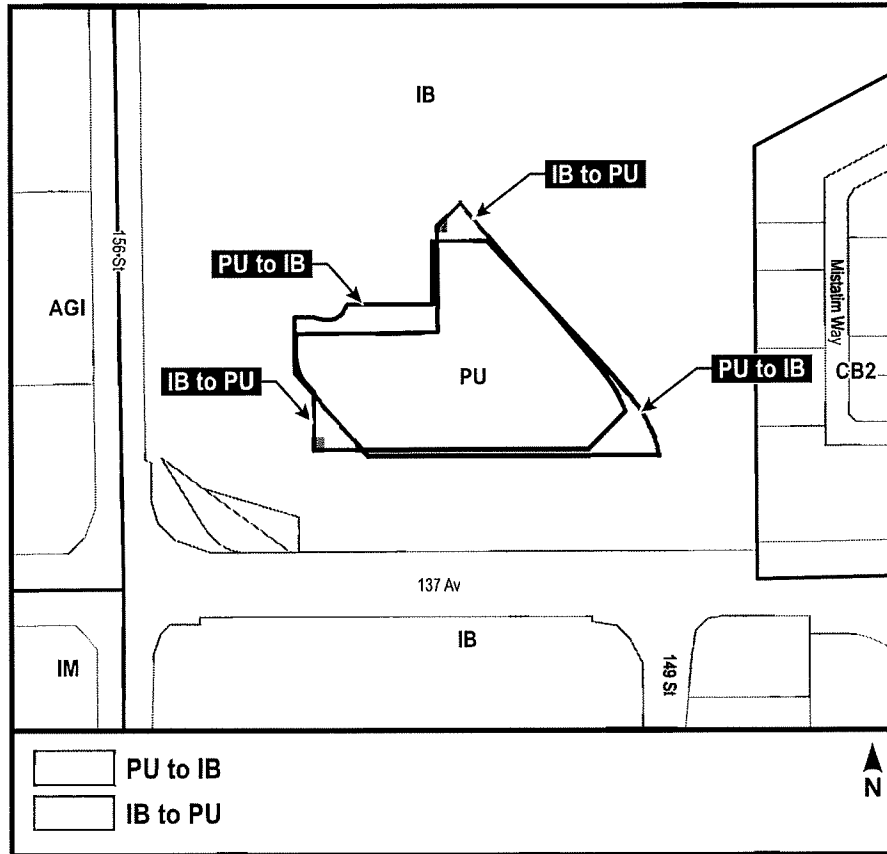 IB
IB to PU
156 St
PU to IB
Mistatim Way
AGI
PU
PU to IB
CB2
IB to PU
137 Av
IB
IM
149 St
PU to IB
IB to PU
N